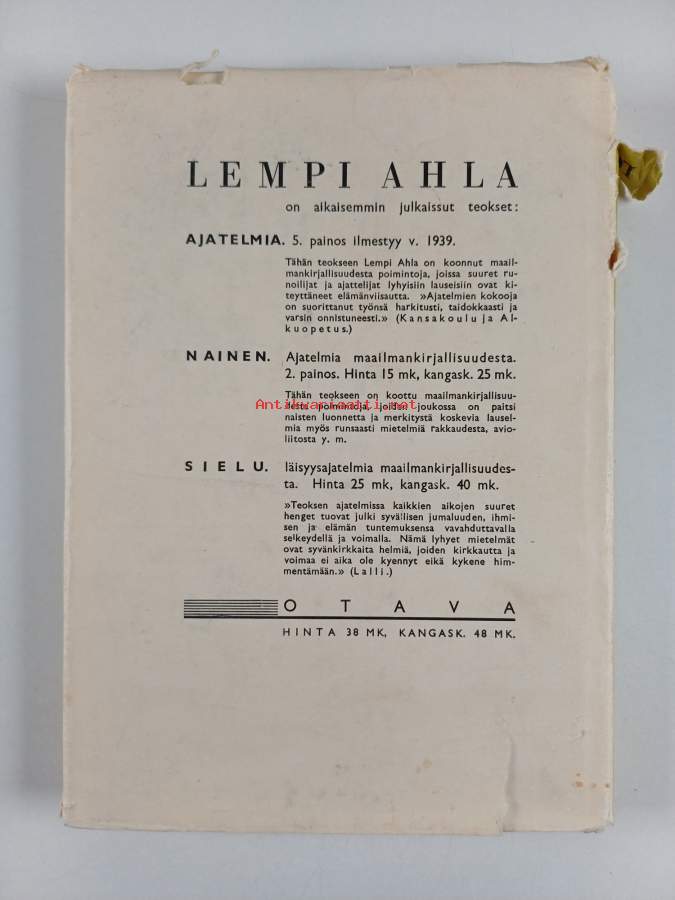 LEMPI AHLA
on aikaisemmin julkaissut teokset:
AJATELMIA. 5. painos ilmestyy v. 1939.
Tähän teokseen Lempi Ahla on koonnut maail-
mankirjallisuudesta poimintoja, joissa suuret ru-
noilijat ja ajattelijat lyhyisiin lauseisiin ovat ki-
teyttäneet elämänviisautta. »Ajatelmien kokooja
on suorittanut työnsä harkitusti, taidokkaasti ja
varsin onnistuneesti.» (Kansakoulu ja Al-
kuopetus.)
NAINEN. Ajatelmia maailmankirjallisuudesta.
2. painos. Hinta 15 mk, kangask. 25 mk.
Tähän teokseen on koottu maailmankirjallisuu-
desta poimintoja, joiden joukossa on paitsi
naisten luonnetta ja merkitystä koskevia lausel-
mia myös runsaasti mietelmiä rakkaudesta, avio-
liitosta y. m.
Antikvariaatti.net
SIELU. läisyysajatelmia maailmankirjallisuudes-
ta. Hinta 25 mk, kangask. 40 mk.
»Teoksen ajatelmissa kaikkien aikojen suuret
henget tuovat julki syvällisen jumaluuden, ihmi-
sen ja elämän tuntemuksensa vavahduttavalla
selkeydellä ja voimalla. Nämä lyhyet mietelmät
ovat syvänkirkkaita helmiä, joiden kirkkautta ja
voimaa ei aika ole kyennyt eikä kykene him-
mentämään.» (Lalli.)
OTAVA
HINTA 38 MK, KANGASK. 48 MK.